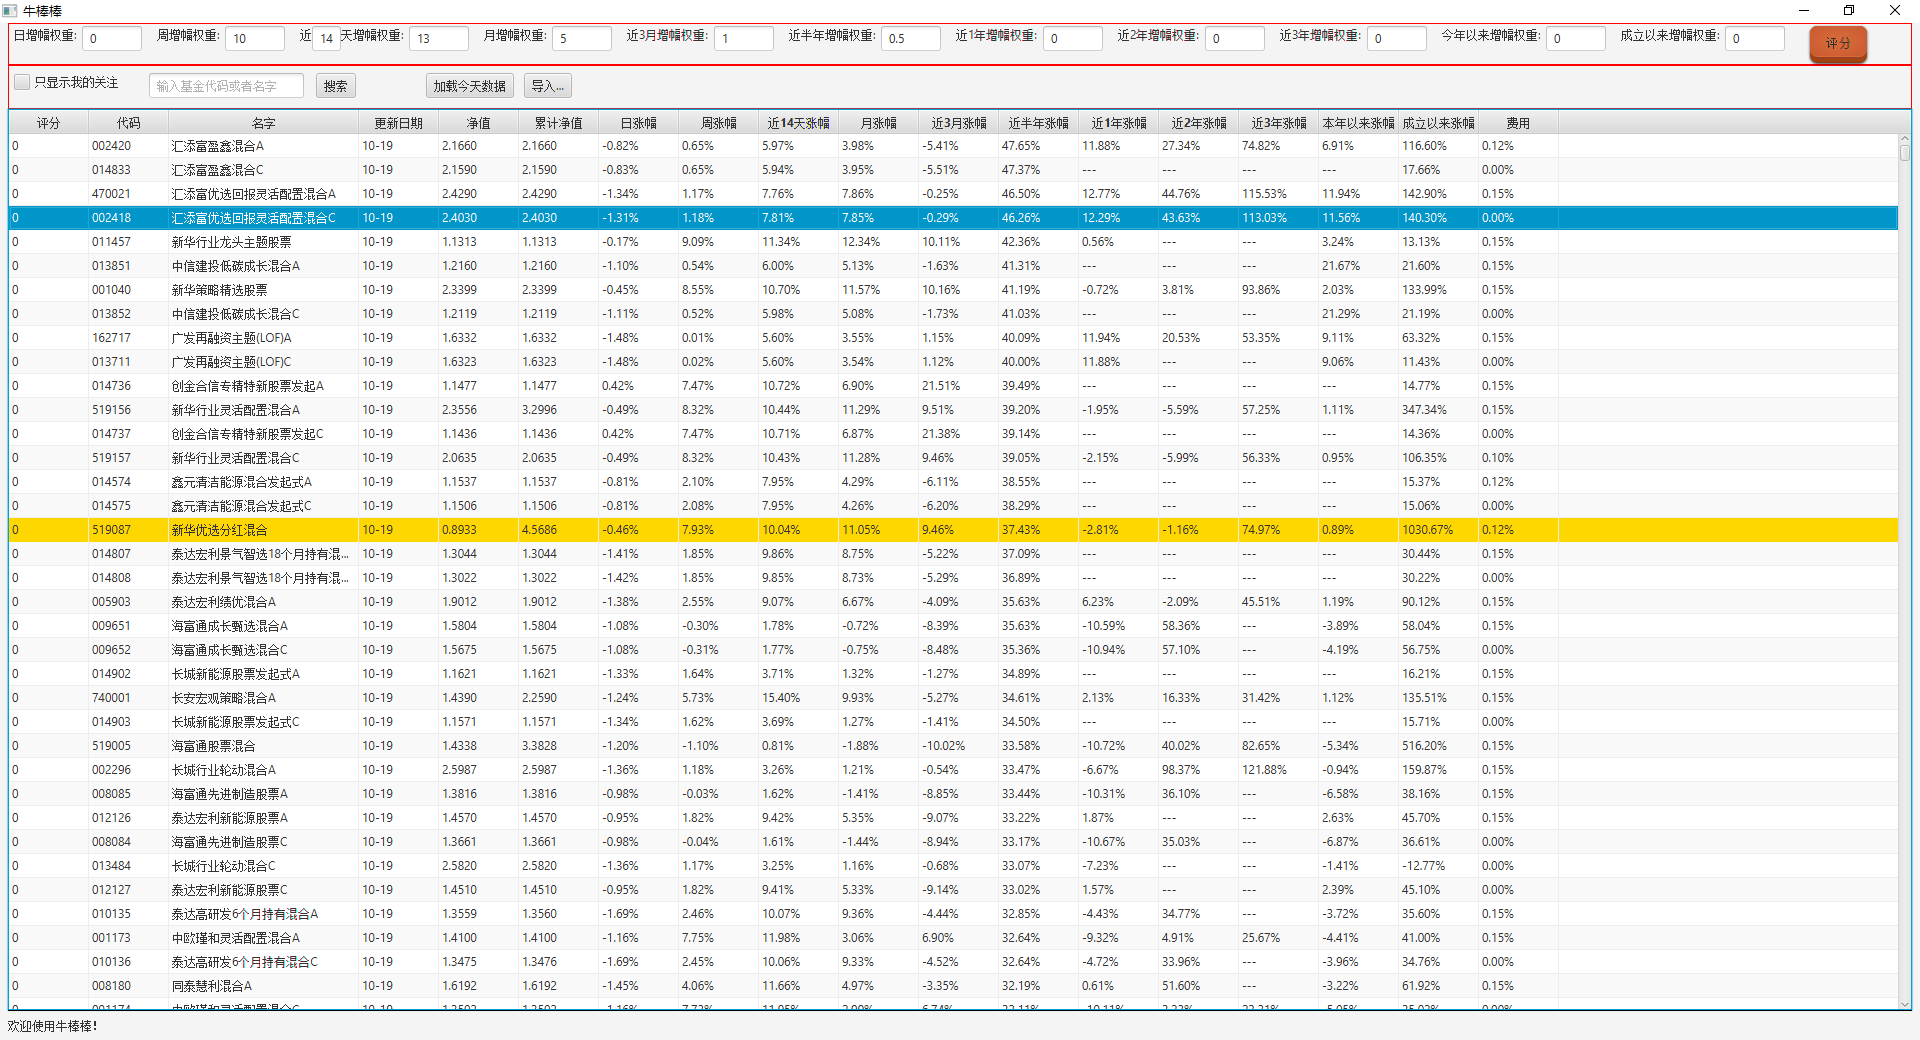 牛棒棒
日增幅权重: 0 周增幅权重: 10 近 14 天增幅权重: 13 月增幅权重: 5 近3月增幅权重: 1 近半年增幅权重: 0.5 近1年增幅权重: 0 近2年增幅权重: 0 近3年增幅权重: 0 今年以来增幅权重: 0 成立以来增幅权重: 0 评分
只显示我的关注 输入基金代码或者名字 搜索 加载今天数据 导入...
评分 代码 名字 更新日期 净值 累计净值 日涨幅 周涨幅 近14天涨幅 月涨幅 近3月涨幅 近半年涨幅 近1年涨幅 近2年涨幅 近3年涨幅 本年以来涨幅 成立以来涨幅 费用
0 002420 汇添富盈鑫混合A 10-19 2.1660 2.1660 -0.82% 0.65% 5.97% 3.98% -5.41% 47.65% 11.88% 27.34% 74.82% 6.91% 116.60% 0.12%
0 014833 汇添富盈鑫混合C 10-19 2.1590 2.1590 -0.83% 0.65% 5.94% 3.95% -5.51% 47.37% --- --- --- --- 17.66% 0.00%
0 470021 汇添富优选回报灵活配置混合A 10-19 2.4290 2.4290 -1.34% 1.17% 7.76% 7.86% -0.25% 46.50% 12.77% 44.76% 115.53% 11.94% 142.90% 0.15%
0 002418 汇添富优选回报灵活配置混合C 10-19 2.4030 2.4030 -1.31% 1.18% 7.81% 7.85% -0.29% 46.26% 12.29% 43.63% 113.03% 11.56% 140.30% 0.00%
0 011457 新华行业龙头主题股票 10-19 1.1313 1.1313 -0.17% 9.09% 11.34% 12.34% 10.11% 42.36% 0.56% --- --- 3.24% 13.13% 0.15%
0 013851 中信建投低碳成长混合A 10-19 1.2160 1.2160 -1.10% 0.54% 6.00% 5.13% -1.63% 41.31% --- --- --- 21.67% 21.60% 0.15%
0 001040 新华策略精选股票 10-19 2.3399 2.3399 -0.45% 8.55% 10.70% 11.57% 10.16% 41.19% -0.72% 3.81% 93.86% 2.03% 133.99% 0.15%
0 013852 中信建投低碳成长混合C 10-19 1.2119 1.2119 -1.11% 0.52% 5.98% 5.08% -1.73% 41.03% --- --- --- 21.29% 21.19% 0.00%
0 162717 广发再融资主题(LOF)A 10-19 1.6332 1.6332 -1.48% 0.01% 5.60% 3.55% 1.15% 40.09% 11.94% 20.53% 53.35% 9.11% 63.32% 0.15%
0 013711 广发再融资主题(LOF)C 10-19 1.6323 1.6323 -1.48% 0.02% 5.60% 3.54% 1.12% 40.00% 11.88% --- --- 9.06% 11.43% 0.00%
0 014736 创金合信专精特新股票发起A 10-19 1.1477 1.1477 0.42% 7.47% 10.72% 6.90% 21.51% 39.49% --- --- --- --- 14.77% 0.15%
0 519156 新华行业灵活配置混合A 10-19 2.3556 3.2996 -0.49% 8.32% 10.44% 11.29% 9.51% 39.20% -1.95% -5.59% 57.25% 1.11% 347.34% 0.15%
0 014737 创金合信专精特新股票发起C 10-19 1.1436 1.1436 0.42% 7.47% 10.71% 6.87% 21.38% 39.14% --- --- --- --- 14.36% 0.00%
0 519157 新华行业灵活配置混合C 10-19 2.0635 2.0635 -0.49% 8.32% 10.43% 11.28% 9.46% 39.05% -2.15% -5.99% 56.33% 0.95% 106.35% 0.10%
0 014574 鑫元清洁能源混合发起式A 10-19 1.1537 1.1537 -0.81% 2.10% 7.95% 4.29% -6.11% 38.55% --- --- --- --- 15.37% 0.12%
0 014575 鑫元清洁能源混合发起式C 10-19 1.1506 1.1506 -0.81% 2.08% 7.95% 4.26% -6.20% 38.29% --- --- --- --- 15.06% 0.00%
0 519087 新华优选分红混合 10-19 0.8933 4.5686 -0.46% 7.93% 10.04% 11.05% 9.46% 37.43% -2.81% -1.16% 74.97% 0.89% 1030.67% 0.12%
0 014807 泰达宏利景气智选18个月持有混... 10-19 1.3044 1.3044 -1.41% 1.85% 9.86% 8.75% -5.22% 37.09% --- --- --- --- 30.44% 0.15%
0 014808 泰达宏利景气智选18个月持有混... 10-19 1.3022 1.3022 -1.42% 1.85% 9.85% 8.73% -5.29% 36.89% --- --- --- --- 30.22% 0.00%
0 005903 泰达宏利绩优混合A 10-19 1.9012 1.9012 -1.38% 2.55% 9.07% 6.67% -4.09% 35.63% 6.23% -2.09% 45.51% 1.19% 90.12% 0.15%
0 009651 海富通成长甄选混合A 10-19 1.5804 1.5804 -1.08% -0.30% 1.78% -0.72% -8.39% 35.63% -10.59% 58.36% --- -3.89% 58.04% 0.15%
0 009652 海富通成长甄选混合C 10-19 1.5675 1.5675 -1.08% -0.31% 1.77% -0.75% -8.48% 35.36% -10.94% 57.10% --- -4.19% 56.75% 0.00%
0 014902 长城新能源股票发起式A 10-19 1.1621 1.1621 -1.33% 1.64% 3.71% 1.32% -1.27% 34.89% --- --- --- --- 16.21% 0.15%
0 740001 长安宏观策略混合A 10-19 1.4390 2.2590 -1.24% 5.73% 15.40% 9.93% -5.27% 34.61% 2.13% 16.33% 31.42% 1.12% 135.51% 0.15%
0 014903 长城新能源股票发起式C 10-19 1.1571 1.1571 -1.34% 1.62% 3.69% 1.27% -1.41% 34.50% --- --- --- --- 15.71% 0.00%
0 519005 海富通股票混合 10-19 1.4338 3.3828 -1.20% -1.10% 0.81% -1.88% -10.02% 33.58% -10.72% 40.02% 82.65% -5.34% 516.20% 0.15%
0 002296 长城行业轮动混合A 10-19 2.5987 2.5987 -1.36% 1.18% 3.26% 1.21% -0.54% 33.47% -6.67% 98.37% 121.88% -0.94% 159.87% 0.15%
0 008085 海富通先进制造股票A 10-19 1.3816 1.3816 -0.98% -0.03% 1.62% -1.41% -8.85% 33.44% -10.31% 36.10% --- -6.58% 38.16% 0.15%
0 012126 泰达宏利新能源股票A 10-19 1.4570 1.4570 -0.95% 1.82% 9.42% 5.35% -9.07% 33.22% 1.87% --- --- 2.63% 45.70% 0.15%
0 008084 海富通先进制造股票C 10-19 1.3661 1.3661 -0.98% -0.04% 1.61% -1.44% -8.94% 33.17% -10.67% 35.03% --- -6.87% 36.61% 0.00%
0 013484 长城行业轮动混合C 10-19 2.5820 2.5820 -1.36% 1.17% 3.25% 1.16% -0.68% 33.07% -7.23% --- --- -1.41% -12.77% 0.00%
0 012127 泰达宏利新能源股票C 10-19 1.4510 1.4510 -0.95% 1.82% 9.41% 5.33% -9.14% 33.02% 1.57% --- --- 2.39% 45.10% 0.00%
0 010135 泰达高研发6个月持有混合A 10-19 1.3559 1.3560 -1.69% 2.46% 10.07% 9.36% -4.44% 32.85% -4.43% 34.77% --- -3.72% 35.60% 0.15%
0 001173 中欧瑾和灵活配置混合A 10-19 1.4100 1.4100 -1.16% 7.75% 11.98% 3.06% 6.90% 32.64% -9.32% 4.91% 25.67% -4.41% 41.00% 0.15%
0 010136 泰达高研发6个月持有混合C 10-19 1.3475 1.3476 -1.69% 2.45% 10.06% 9.33% -4.52% 32.64% -4.72% 33.96% --- -3.96% 34.76% 0.00%
0 008180 同泰慧利混合A 10-19 1.6192 1.6192 -1.45% 4.06% 11.66% 4.97% -3.35% 32.19% 0.61% 51.60% --- -3.22% 61.92% 0.15%
欢迎使用牛棒棒!